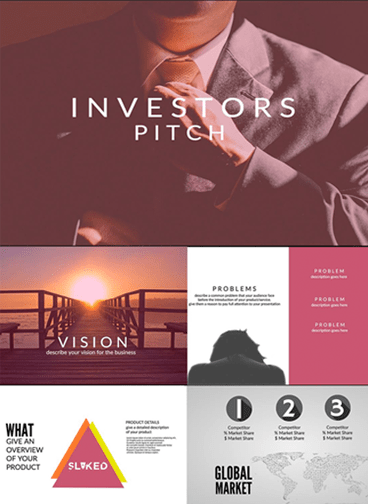 INVESTORS
PITCH
VISION
describe your vision for the business
PROBLEMS
describe a common problem that your audience have
before the introduction of your product/service
give them a reason to pay full attention to your presentation
PROBLEM
description goes here
PROBLEM
description goes here
PROBLEM
description goes here
WHAT
GIVE AN
OVERVIEW
OF YOUR
PRODUCT
SLIKED
PRODUCT DETAILS
give a detailed description
of your product
1
Competitor
% Market Share
$ Market Share
2
Competitor
% Market Share
$ Market Share
3
Competitor
% Market Share
$ Market Share
GLOBAL
MARKET